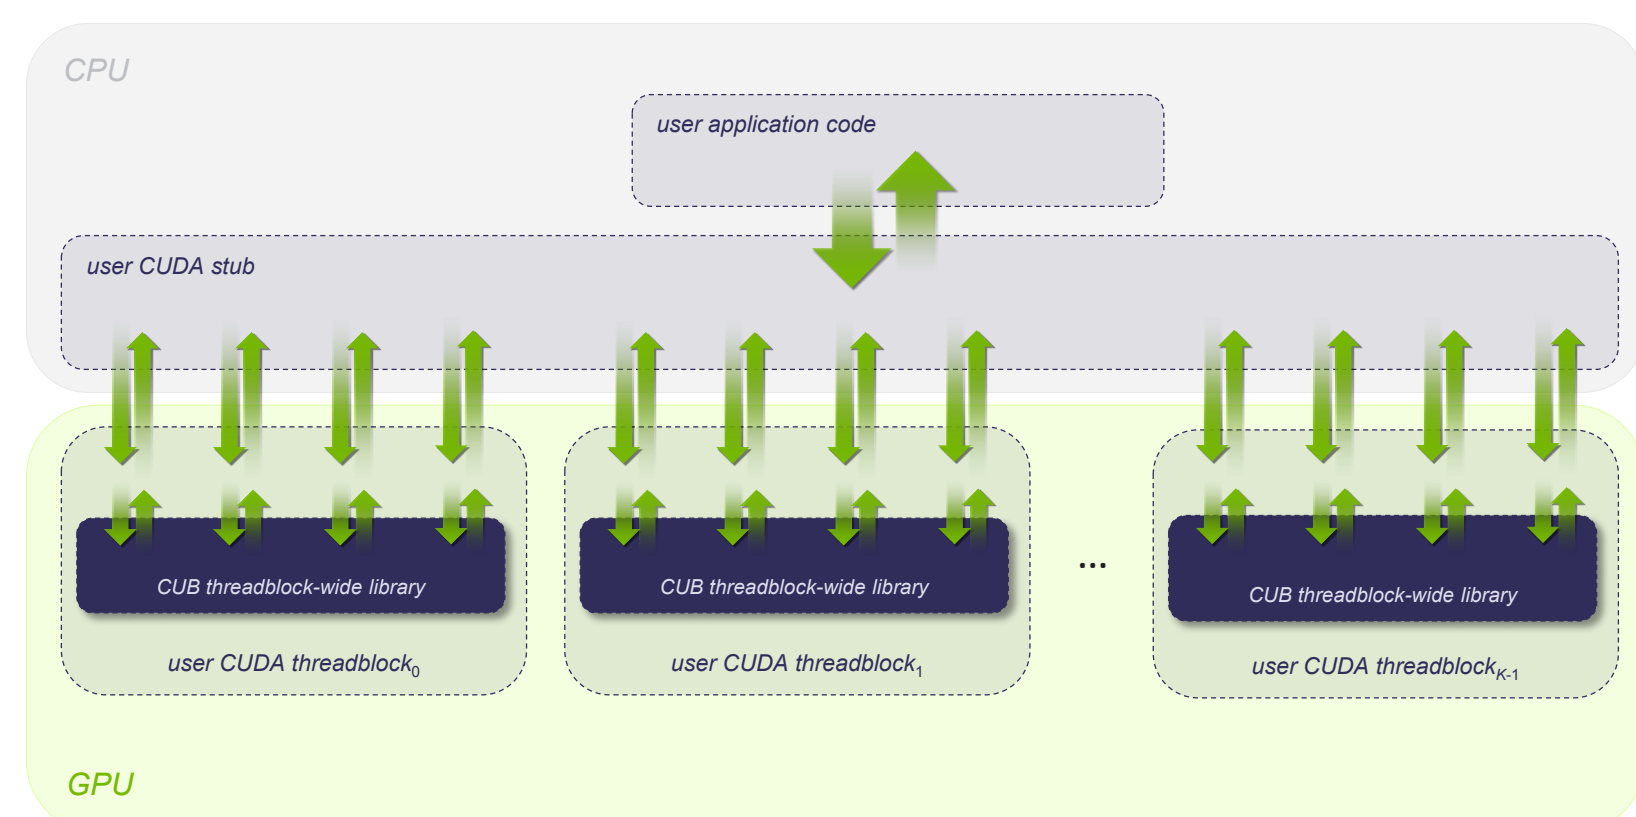 CPU
user application code
user CUDA stub
CUB threadblock-wide library
CUB threadblock-wide library
...
CUB threadblock-wide library
user CUDA threadblock0
user CUDA threadblock1
user CUDA threadblockK-1
GPU